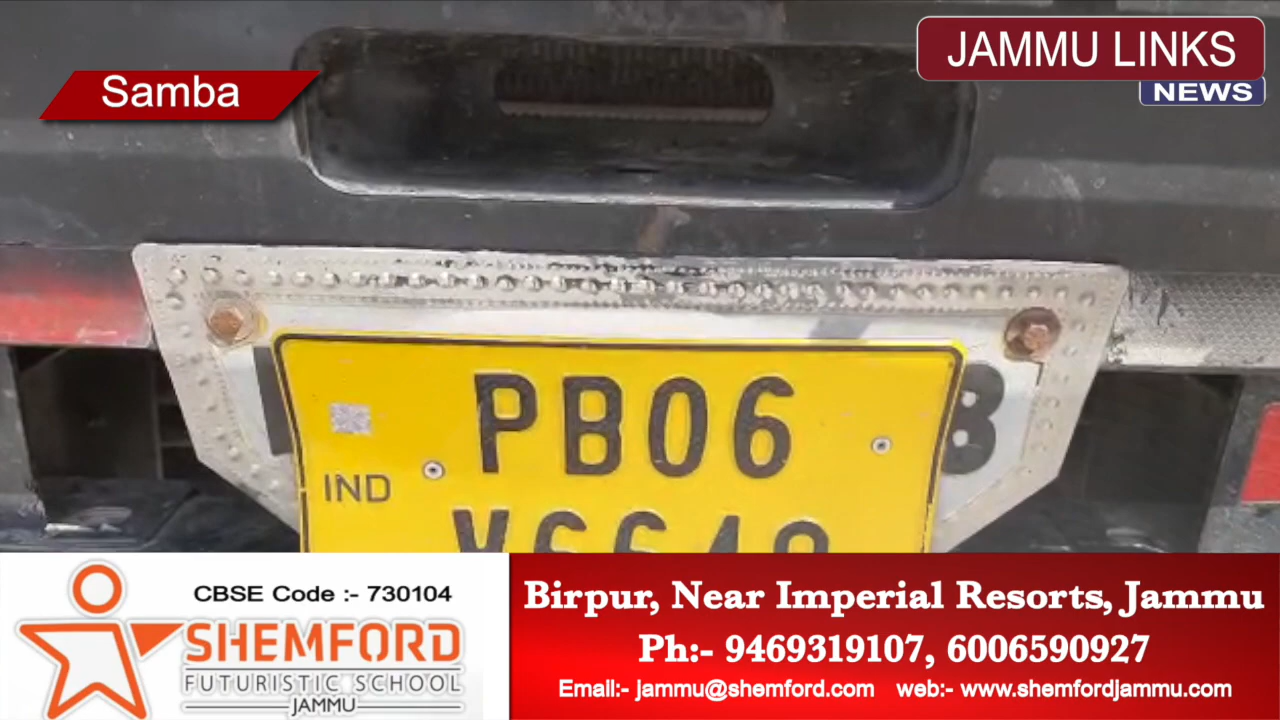 JAMMU LINKS
NEWS
Samba
PB06
IND
CBSE Code :- 730104
SHEMFORD
FUTURISTIC SCHOOL
JAMMU
Birpur, Near Imperial Resorts, Jammu
Ph:- 9469319107, 6006590927
Email:- jammu@shemford.com web:- www.shemfordjammu.com